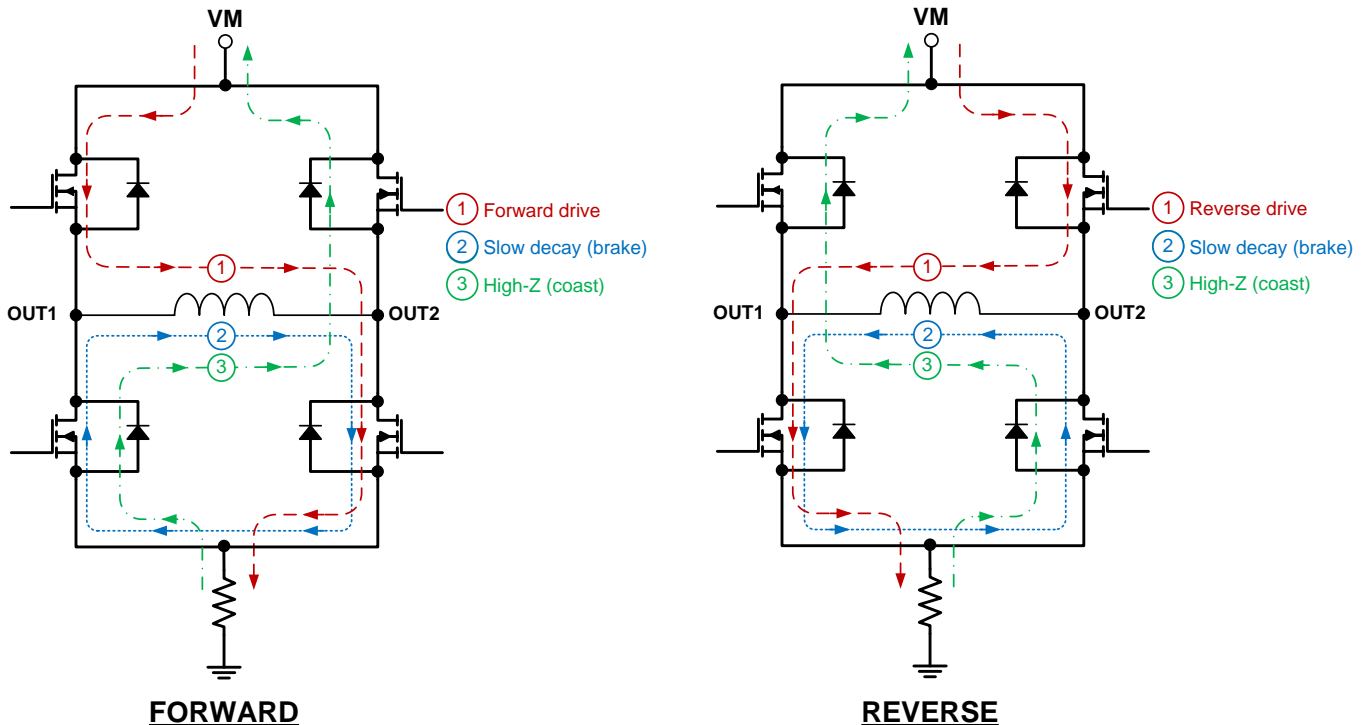 VM
1 Forward drive
2 Slow decay (brake)
3 High-Z (coast)
1
OUT1
OUT2
2
3
FORWARD
VM
1 Reverse drive
2 Slow decay (brake)
3 High-Z (coast)
1
OUT1
OUT2
2
3
REVERSE